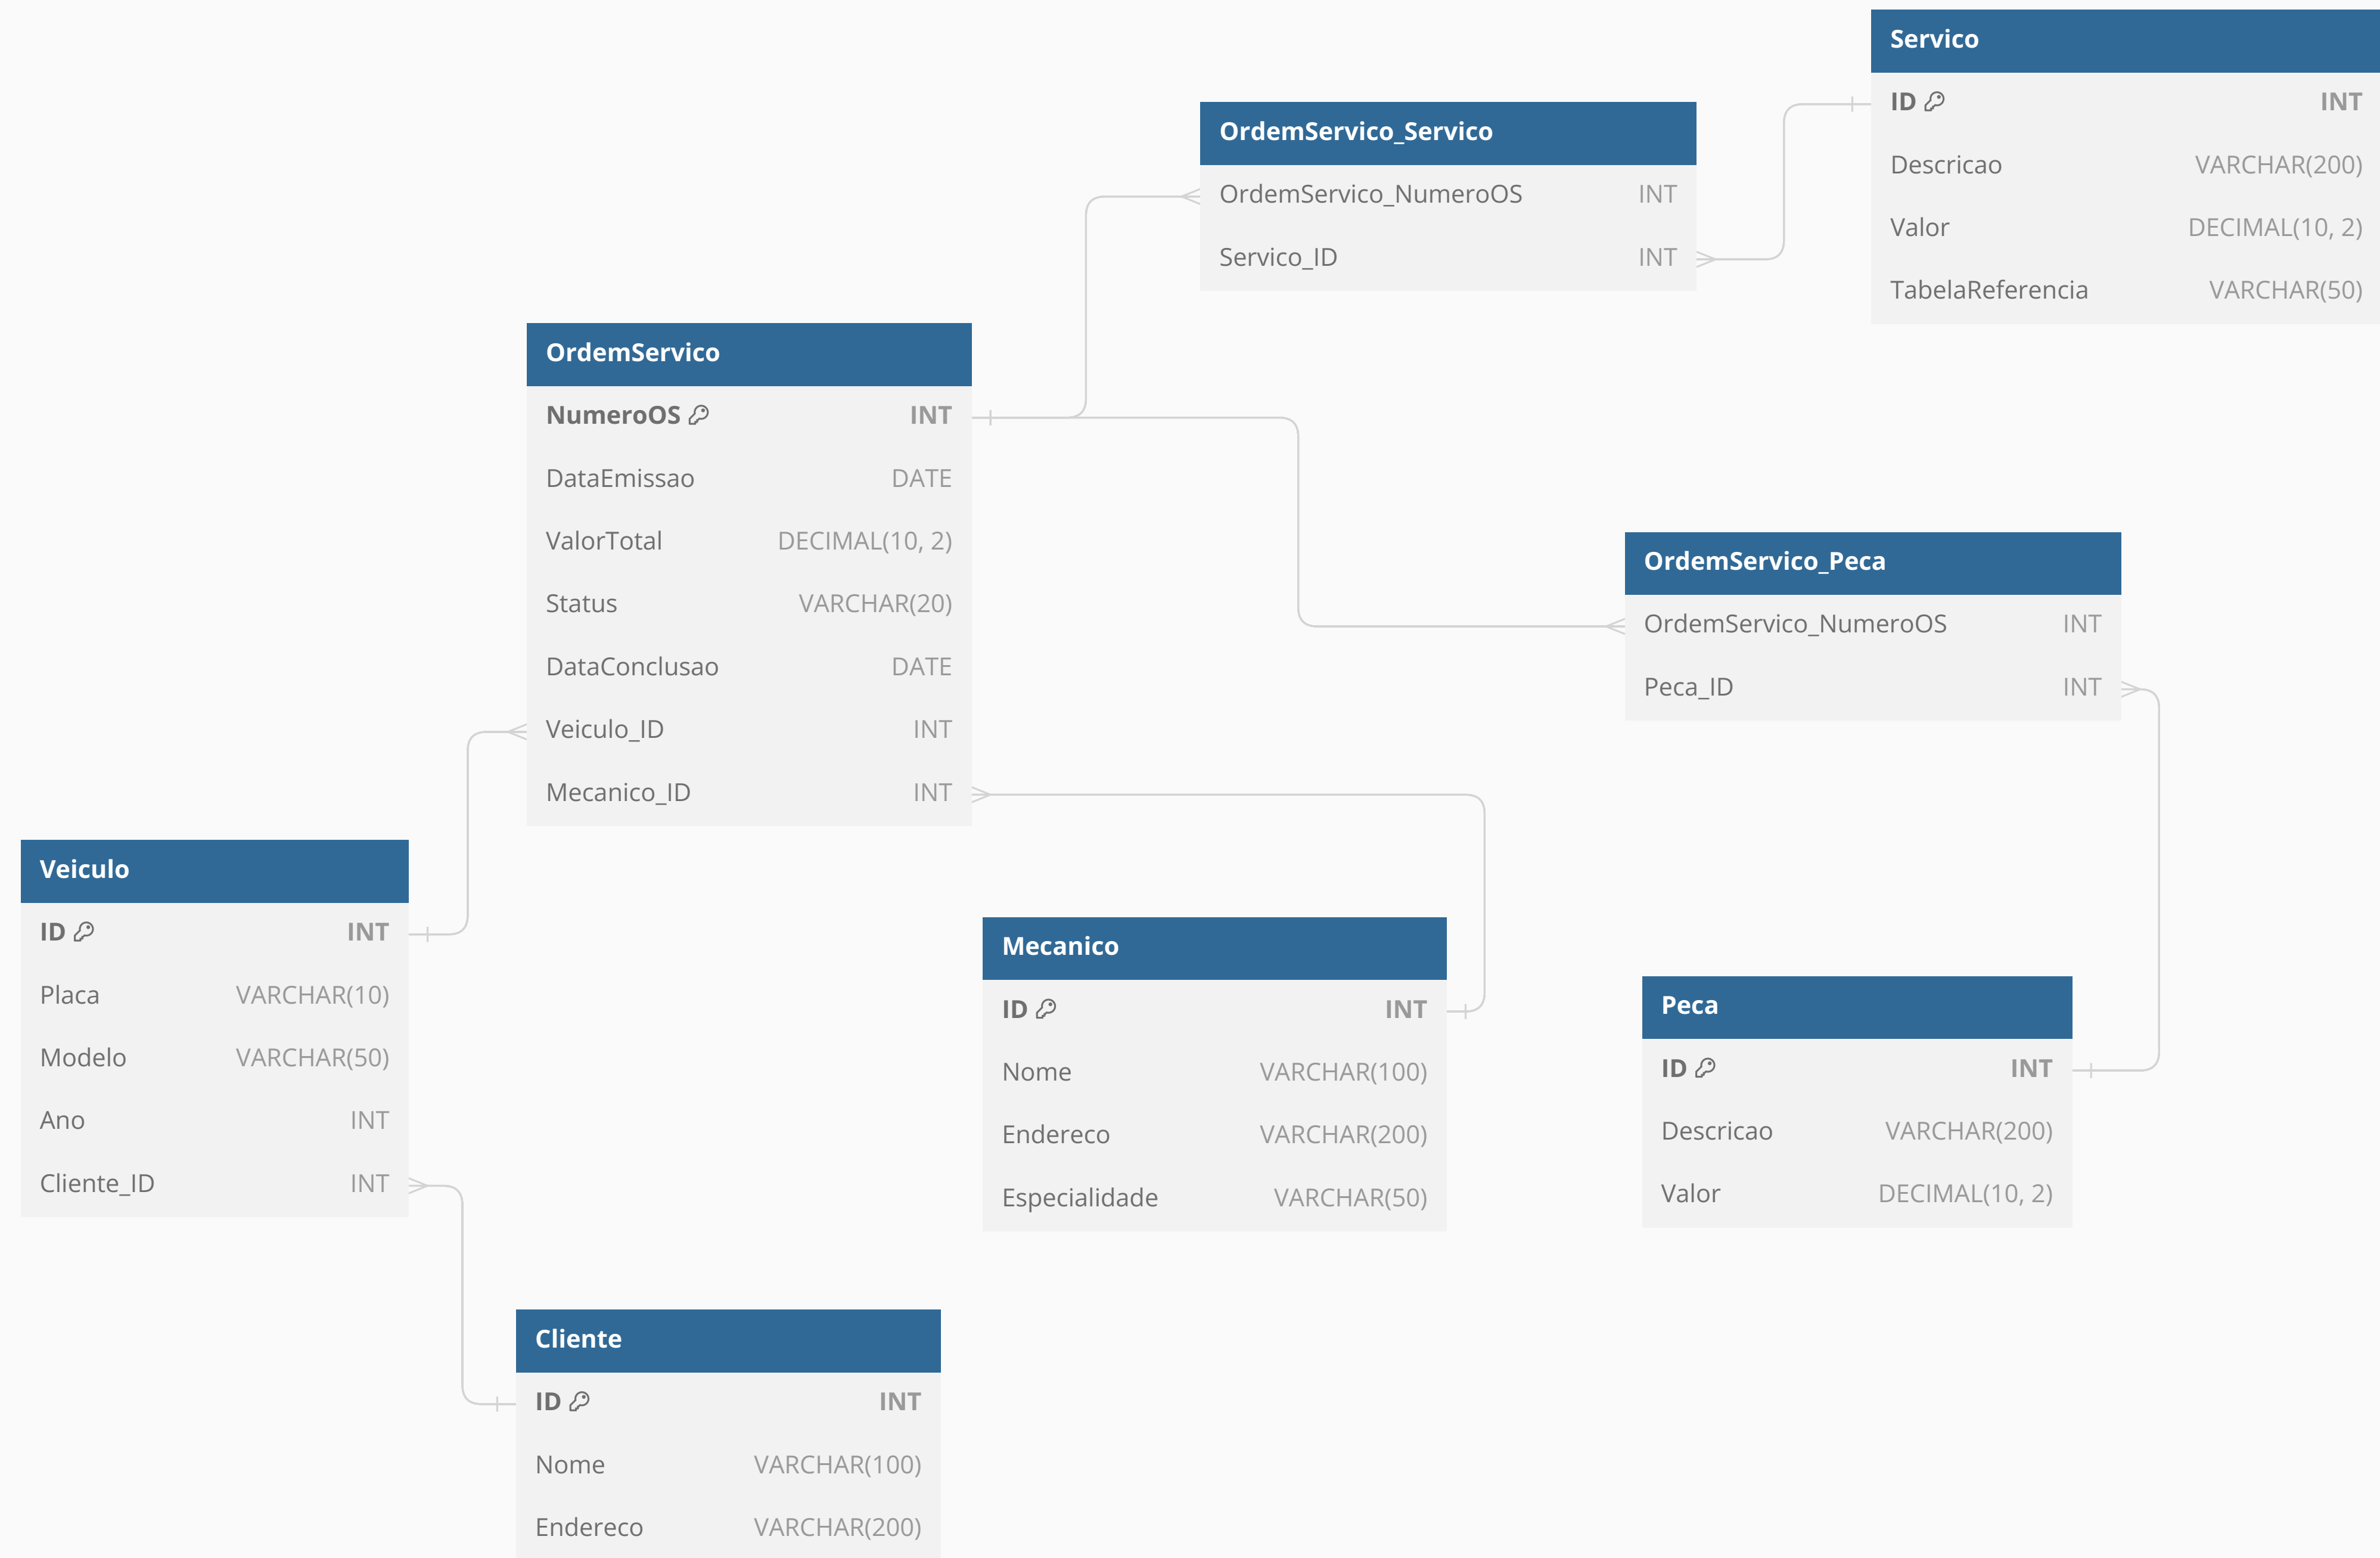 Servico
ID INT
Descricao VARCHAR(200)
Valor DECIMAL(10, 2)
TabelaReferencia VARCHAR(50)
OrdemServico_Servico
OrdemServico_NumeroOS INT
Servico_ID INT
OrdemServico
NumeroOS INT
DataEmissao DATE
ValorTotal DECIMAL(10, 2)
Status VARCHAR(20)
DataConclusao DATE
Veiculo_ID INT
Mecanico_ID INT
OrdemServico_Peca
OrdemServico_NumeroOS INT
Peca_ID INT
Veiculo
ID INT
Placa VARCHAR(10)
Modelo VARCHAR(50)
Ano INT
Cliente_ID INT
Mecanico
ID INT
Nome VARCHAR(100)
Endereco VARCHAR(200)
Especialidade VARCHAR(50)
Peca
ID INT
Descricao VARCHAR(200)
Valor DECIMAL(10, 2)
Cliente
ID INT
Nome VARCHAR(100)
Endereco VARCHAR(200)